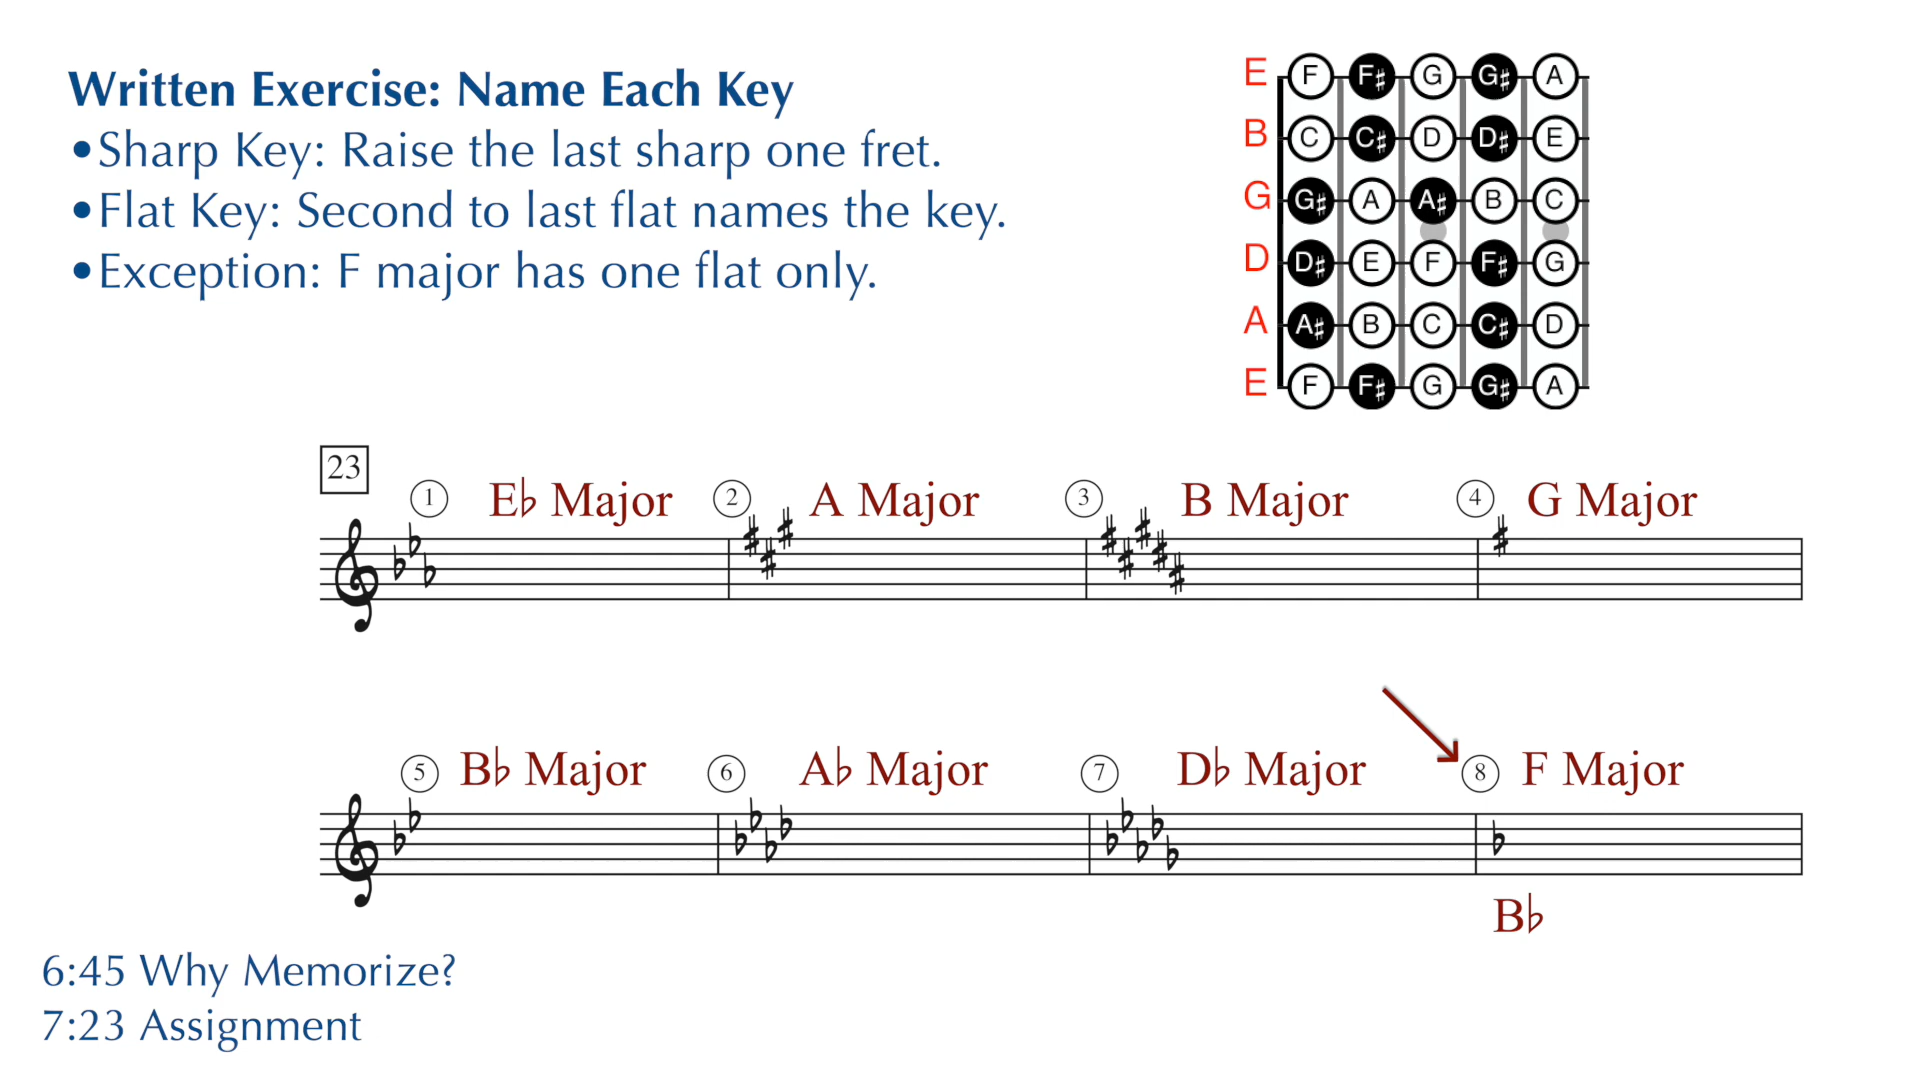 Written Exercise: Name Each Key
•Sharp Key: Raise the last sharp one fret.
•Flat Key: Second to last flat names the key.
•Exception: F major has one flat only.
E F F♯ G G♯ A
B C C♯ D D♯ E
G G♯ A A♯ B C
D D♯ E F F♯ G
A A♯ B C C♯ D
E F F♯ G G♯ A
23
1 E♭ Major 2 A Major 3 B Major 4 G Major
5 B♭ Major 6 A♭ Major 7 D♭ Major 8 F Major
B♭
6:45 Why Memorize?
7:23 Assignment